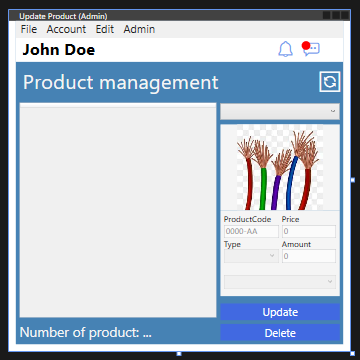 Update Product (Admin)
File Account Edit Admin
John Doe
Product management
ProductCode Price
0000-AA 0
Type Amount
0
Update
Number of product: ...
Delete